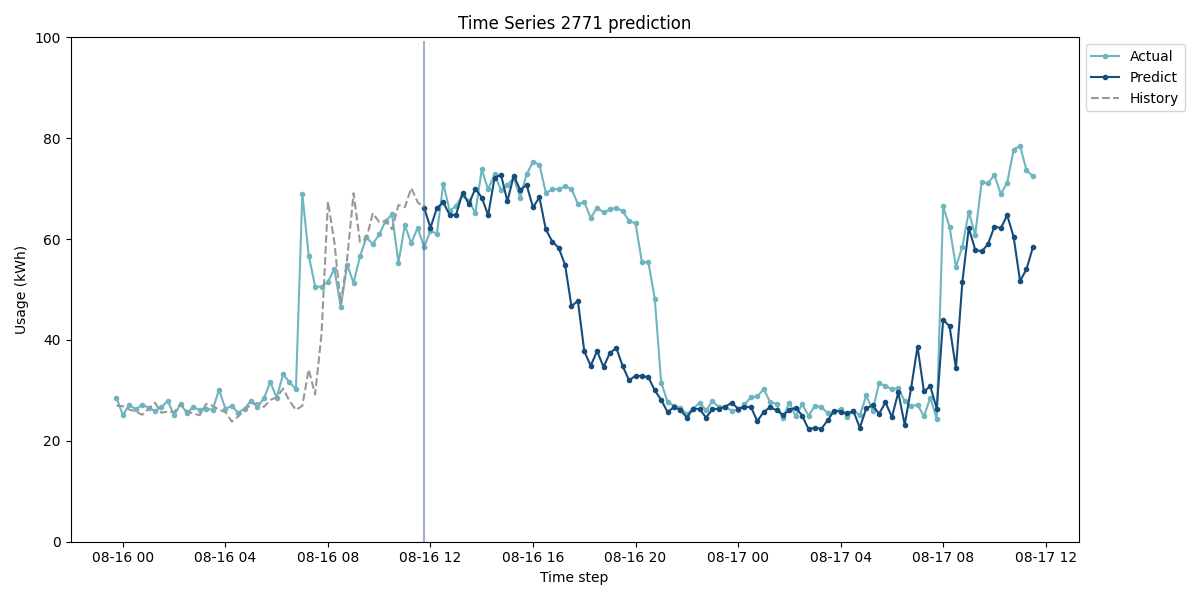 Time Series 2771 prediction
100
80
60
40
20
0
Usage (kWh)
08-16 00
08-16 04
08-16 08
08-16 12
08-16 16
08-16 20
08-17 00
08-17 04
08-17 08
08-17 12
Time step
Actual
Predict
History